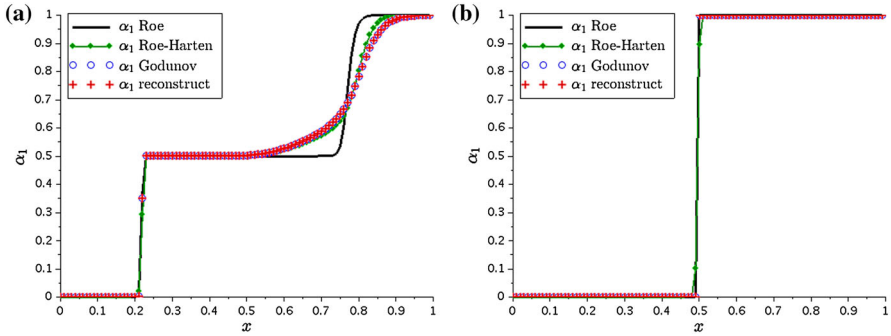 (a)
α₁ Roe
α₁ Roe-Harten
α₁ Godunov
α₁ reconstruct
1
0.9
0.8
0.7
0.6
0.5
0.4
0.3
0.2
0.1
0
α₁
0 0.1 0.2 0.3 0.4 0.5 0.6 0.7 0.8 0.9 1
x
(b)
α₁ Roe
α₁ Roe-Harten
α₁ Godunov
α₁ reconstruct
1
0.9
0.8
0.7
0.6
0.5
0.4
0.3
0.2
0.1
0
α₁
0 0.1 0.2 0.3 0.4 0.5 0.6 0.7 0.8 0.9 1
x